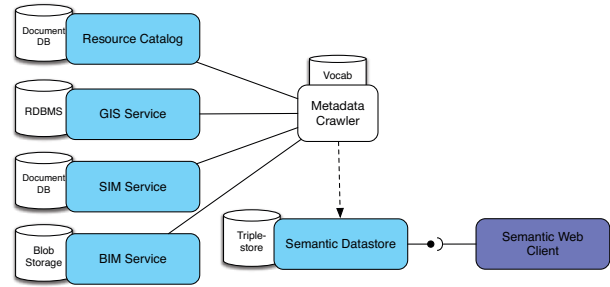 Document
DB
Resource Catalog
Vocab
Metadata
Crawler
RDBMS
GIS Service
Document
DB
SIM Service
Blob
Storage
BIM Service
Triple-
store
Semantic Datastore
Semantic Web
Client